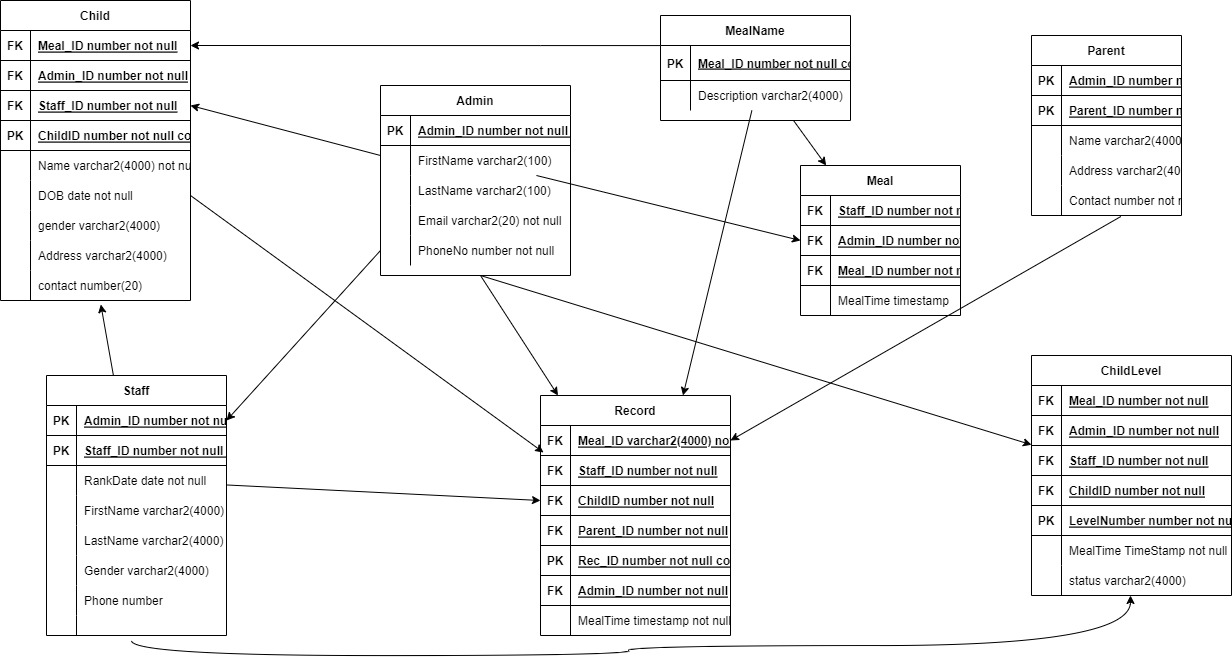 Child
FK Meal_ID number not null
FK Admin_ID number not null
FK Staff_ID number not null
PK ChildID number not null co
Name varchar2(4000) not nu
DOB date not null
gender varchar2(4000)
Address varchar2(4000)
contact number(20)
Admin
PK Admin_ID number not null
FirstName varchar2(100)
LastName varchar2(100)
Email varchar2(20) not null
PhoneNo number not null
MealName
PK Meal_ID number not null co
Description varchar2(4000)
Meal
FK Staff_ID number not n
FK Admin_ID number no
FK Meal_ID number not n
MealTime timestamp
Parent
PK Admin_ID number n
PK Parent_ID number n
Name varchar2(4000
Address varchar2(40
Contact number not n
Staff
PK Admin_ID number not nu
PK Staff_ID number not null
RankDate date not null
FirstName varchar2(4000)
LastName varchar2(4000)
Gender varchar2(4000)
Phone number
Record
FK Meal_ID varchar2(4000) no
FK Staff_ID number not null
FK ChildID number not null
FK Parent_ID number not null
PK Rec_ID number not null co
FK Admin_ID number not null
MealTime timestamp not null
ChildLevel
FK Meal_ID number not null
FK Admin_ID number not null
FK Staff_ID number not null
FK ChildID number not null
PK LevelNumber number not nu
MealTime TimeStamp not null
status varchar2(4000)